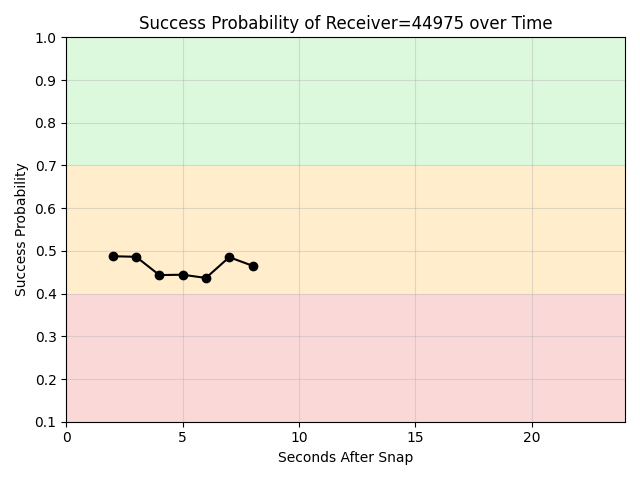 Success Probability of Receiver=44975 over Time
1.0
0.9
0.8
0.7
0.6
0.5
0.4
0.3
0.2
0.1
Success Probability
0 5 10 15 20
Seconds After Snap